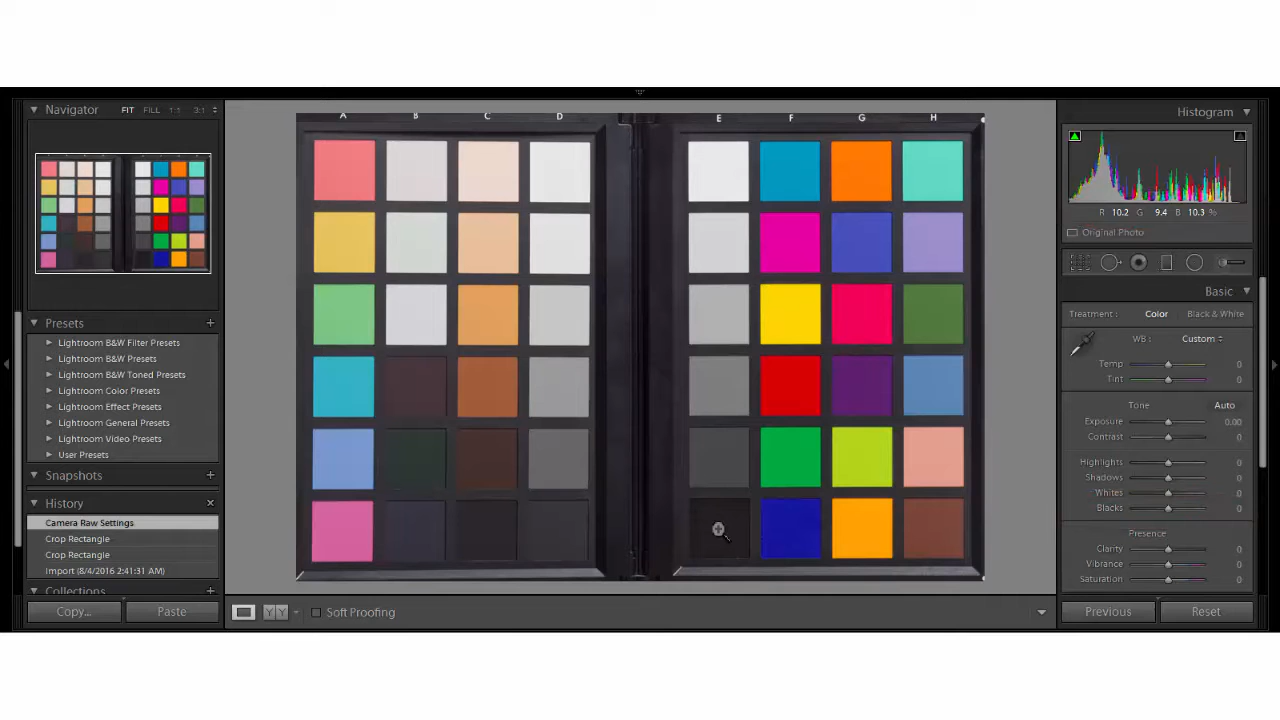 Navigator FIT FILL 1:1 3:1
Presets
Lightroom B&W Filter Presets
Lightroom B&W Presets
Lightroom B&W Toned Presets
Lightroom Color Presets
Lightroom Effect Presets
Lightroom General Presets
Lightroom Video Presets
User Presets
Snapshots
History
Camera Raw Settings
Crop Rectangle
Crop Rectangle
Import (8/4/2016 2:41:31 AM)
Collections
Copy... Paste
A B C D E F G H
YY Soft Proofing
Histogram
R 10.2 G 9.4 B 10.3 %
Original Photo
Basic
Treatment : Color Black & White
WB : Custom
Temp 0
Tint 0
Tone Auto
Exposure 0.00
Contrast 0
Highlights 0
Shadows 0
Whites 0
Blacks 0
Presence
Clarity 0
Vibrance 0
Saturation 0
Previous Reset